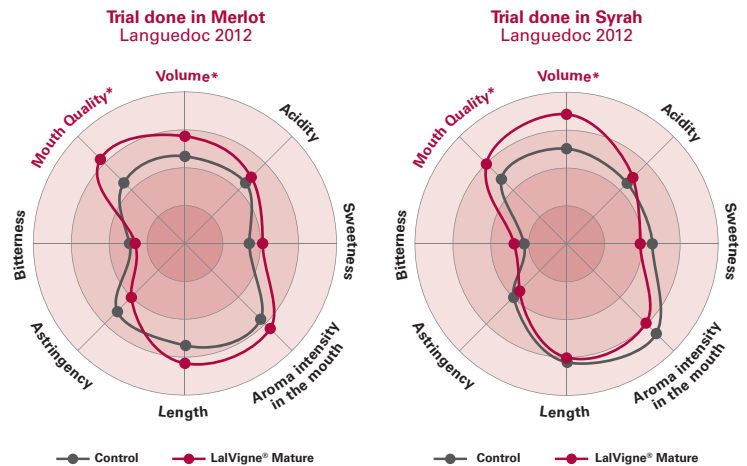 Trial done in Merlot
Languedoc 2012
Volume*
Acidity
Sweetness
Aroma intensity
in the mouth
Length
Astringency
Bitterness
Mouth Quality*
Control
LalVigne® Mature
Trial done in Syrah
Languedoc 2012
Volume*
Acidity
Sweetness
Aroma intensity
in the mouth
Length
Astringency
Bitterness
Mouth Quality*
Control
LalVigne® Mature